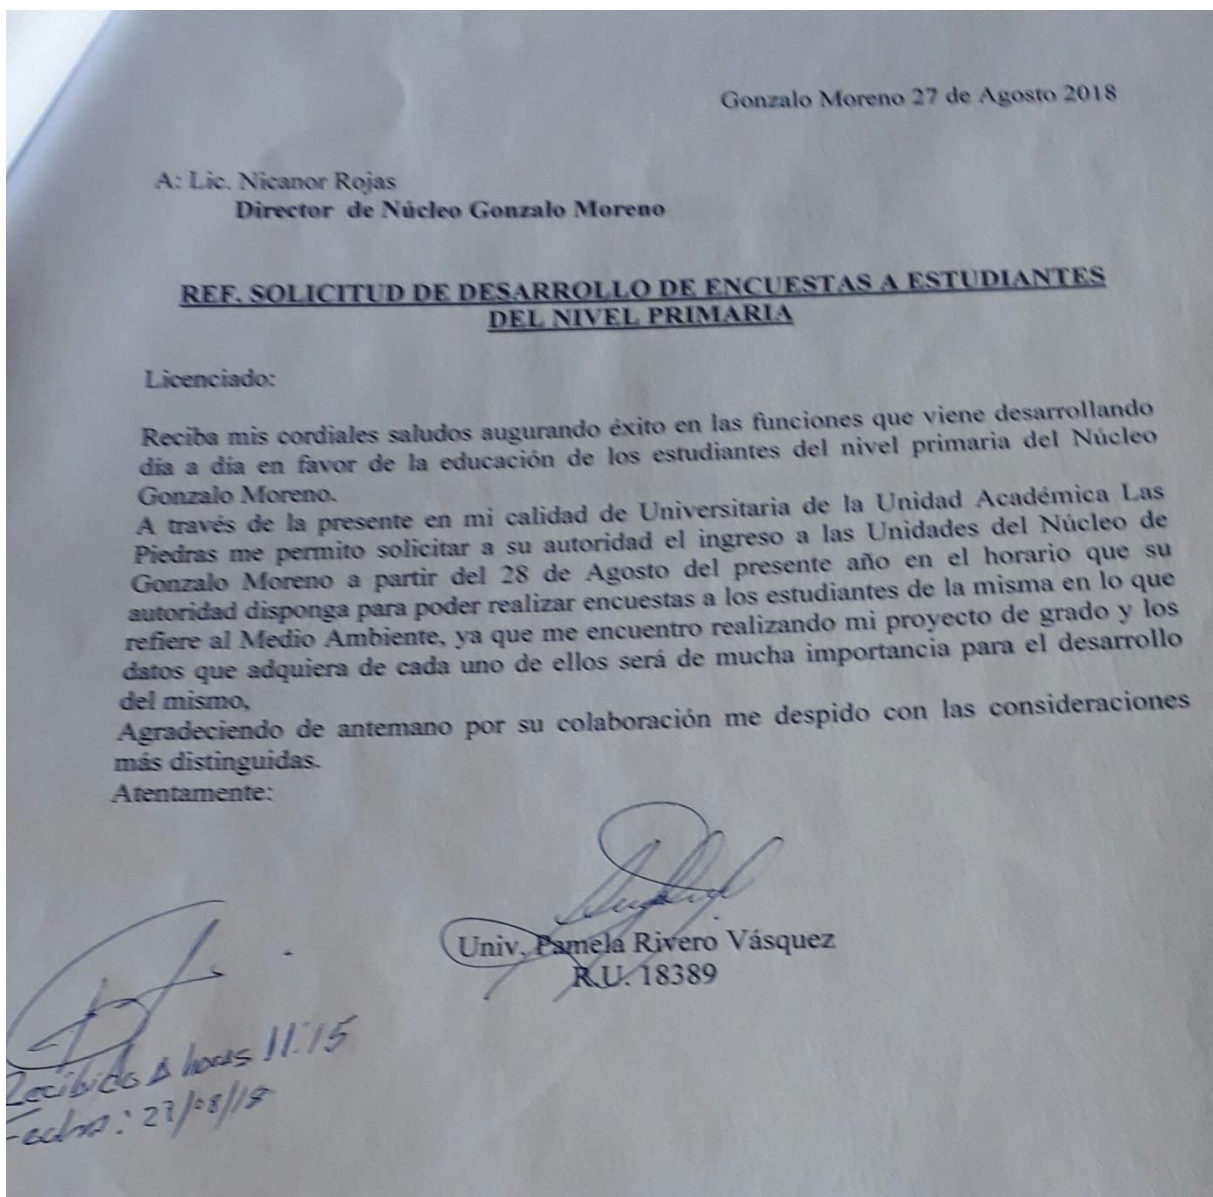 Gonzalo Moreno 27 de Agosto 2018
A: Lic. Nicanor Rojas
Director de Núcleo Gonzalo Moreno
REF. SOLICITUD DE DESARROLLO DE ENCUESTAS A ESTUDIANTES
DEL NIVEL PRIMARIA
Licenciado:
Reciba mis cordiales saludos augurando éxito en las funciones que viene desarrollando
día a día en favor de la educación de los estudiantes del nivel primaria del Núcleo
Gonzalo Moreno.
A través de la presente en mi calidad de Universitaria de la Unidad Académica Las
Piedras me permito solicitar a su autoridad el ingreso a las Unidades del Núcleo de
Gonzalo Moreno a partir del 28 de Agosto del presente año en el horario que su
autoridad disponga para poder realizar encuestas a los estudiantes de la misma en lo que
refiere al Medio Ambiente, ya que me encuentro realizando mi proyecto de grado y los
datos que adquiera de cada uno de ellos será de mucha importancia para el desarrollo
del mismo,
Agradeciendo de antemano por su colaboración me despido con las consideraciones
más distinguidas.
Atentamente:
Univ. Pamela Rivero Vásquez
R.U. 18389
Recibido A horas 11:15
Fecha: 27/08/18